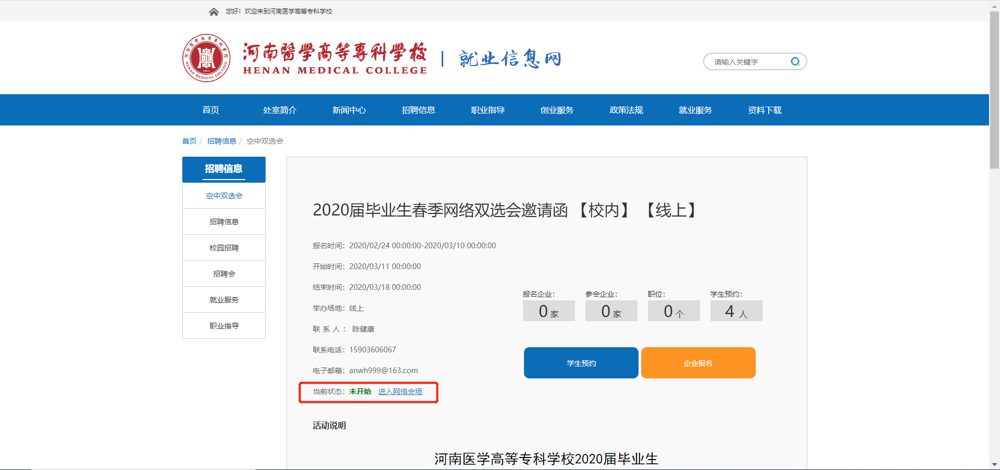 您好！欢迎来到河南医学高等专科学校
河南醫學高等專科學校
HENAN MEDICAL COLLEGE
就业信息网
请输入关键字
首页 处室简介 新闻中心 招聘信息 职业指导 创业服务 政策法规 就业服务 资料下载
首页 / 招聘信息 / 空中双选会
招聘信息
空中双选会
招聘信息
校园招聘
招聘会
就业服务
职业指导
2020届毕业生春季网络双选会邀请函 【校内】 【线上】
报名时间：2020/02/24 00:00:00-2020/03/10 00:00:00
开始时间：2020/03/11 00:00:00
结束时间：2020/03/18 00:00:00
举办场地：线上
联 系 人 ： 陈健康
联系电话：15903606067
电子邮箱：anwh999@163.com
当前状态：未开始 进入网络会场
报名企业： 参会企业： 职位： 学生预约：
0 家 0 家 0 个 4 人
学生预约 企业报名
活动说明
河南医学高等专科学校2020届毕业生